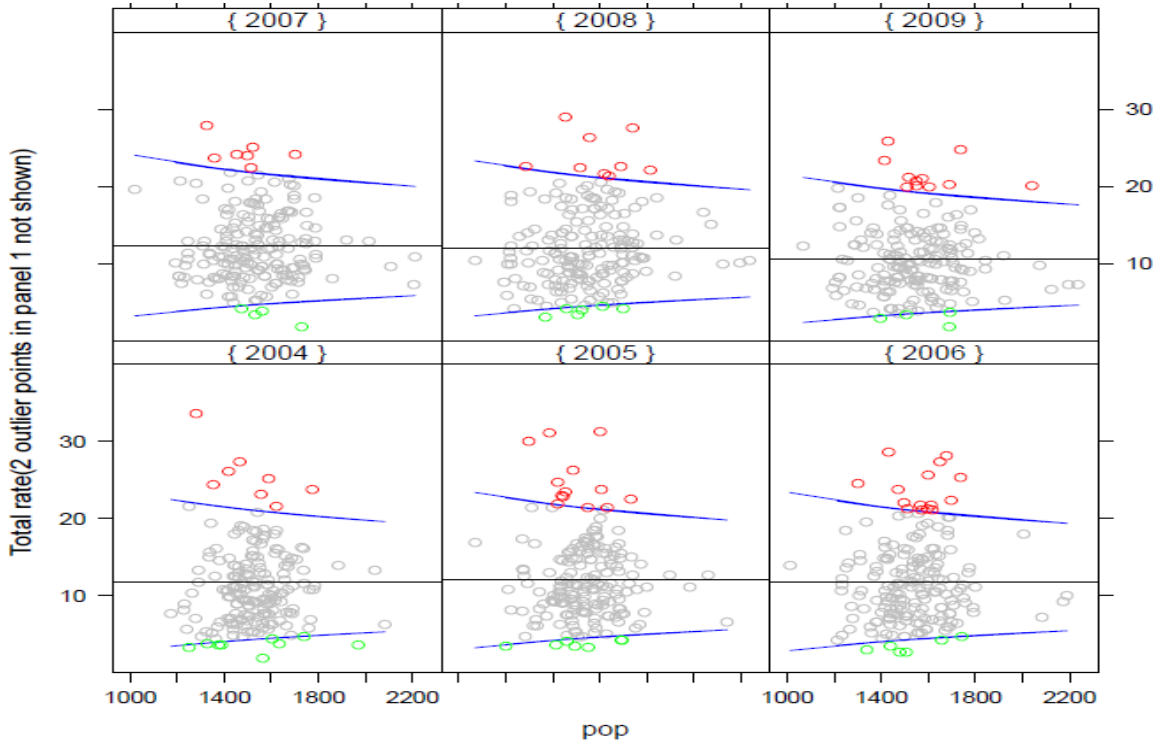 { 2007 } { 2008 } { 2009 }
30
20
10
{ 2004 } { 2005 } { 2006 }
30
20
10
1000 1400 1800 2200 1000 1400 1800 2200
pop
Total rate(2 outlier points in panel 1 not shown)